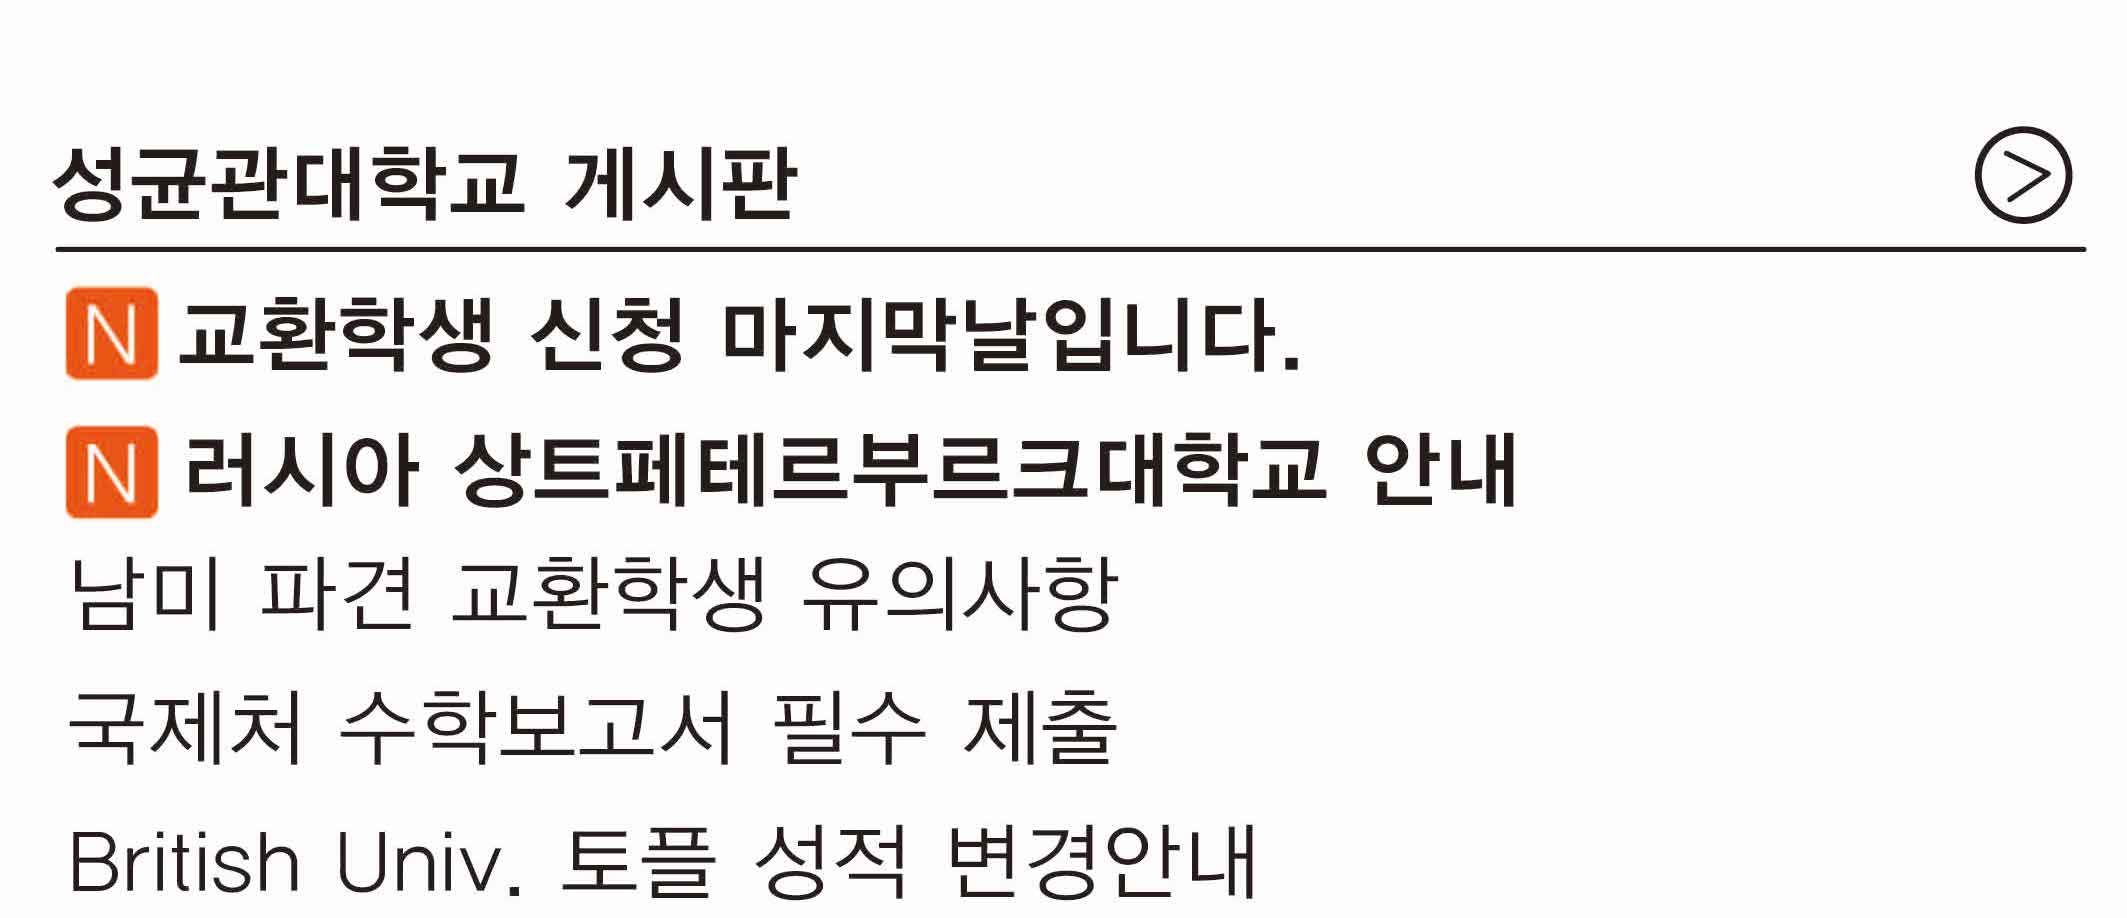 성균관대학교 게시판
N 교환학생 신청 마지막날입니다.
N 러시아 상트페테르부르크대학교 안내
남미 파견 교환학생 유의사항
국제처 수학보고서 필수 제출
British Univ. 토플 성적 변경안내